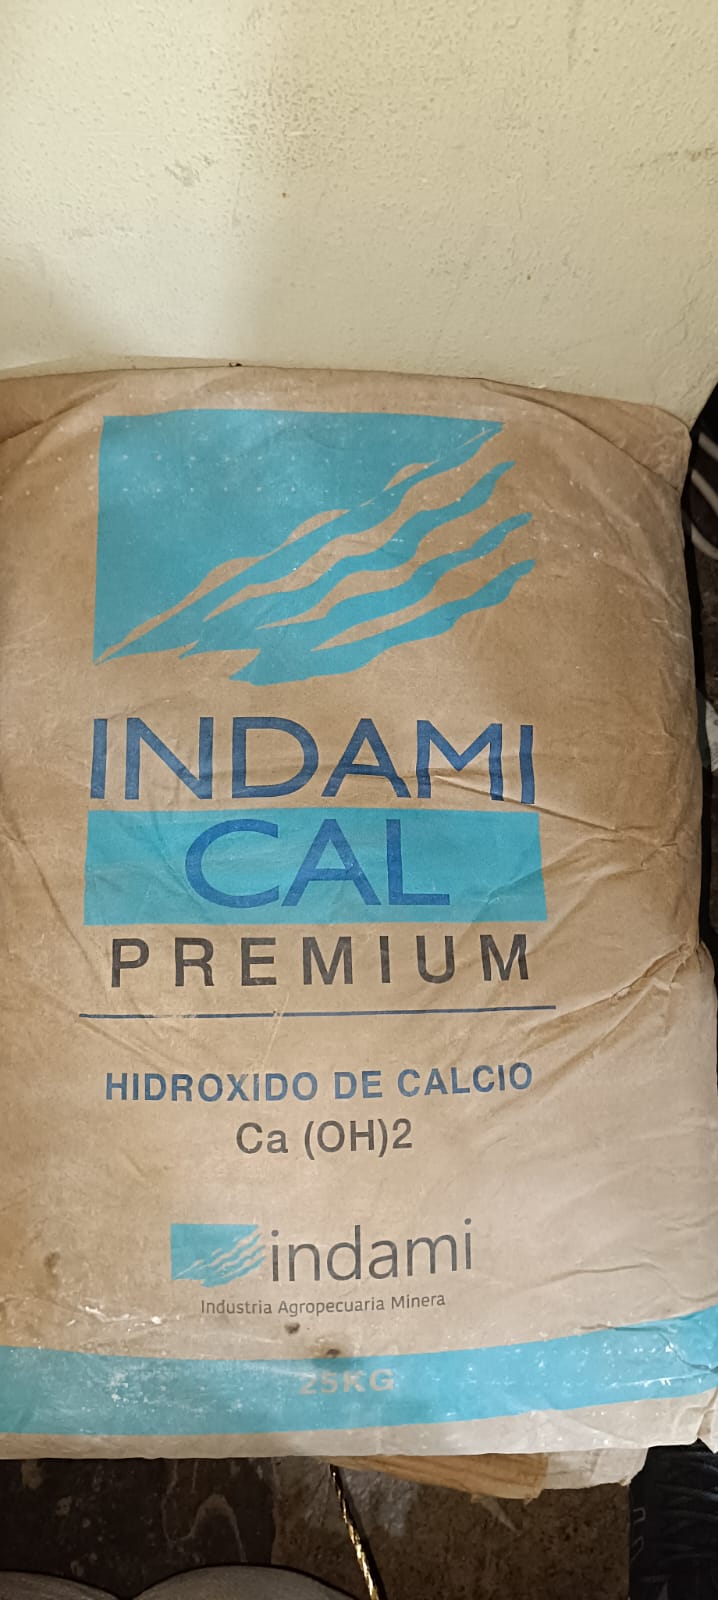 INDAMI
CAL
PREMIUM
HIDROXIDO DE CALCIO
Ca (OH)2
indami
Industria Agropecuaria Minera
25KG